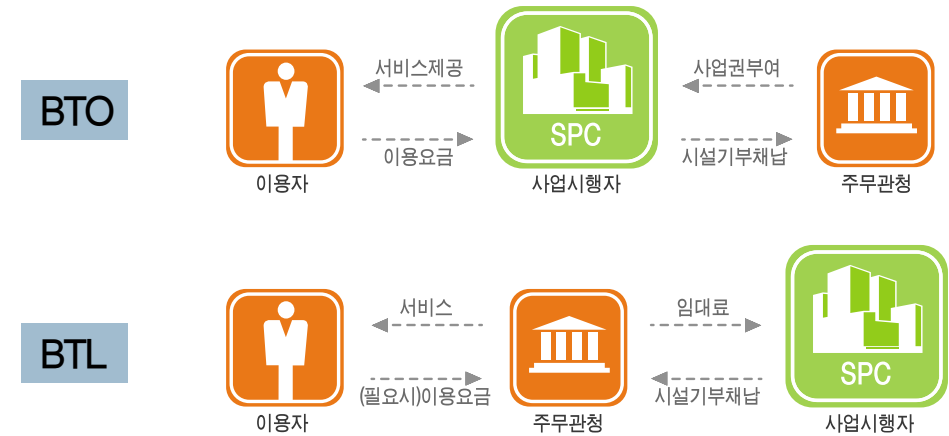 BTO
서비스제공
이용요금
이용자
SPC
사업시행자
사업권부여
시설기부채납
주무관청
BTL
서비스
(필요시)이용요금
이용자
주무관청
임대료
시설기부채납
SPC
사업시행자